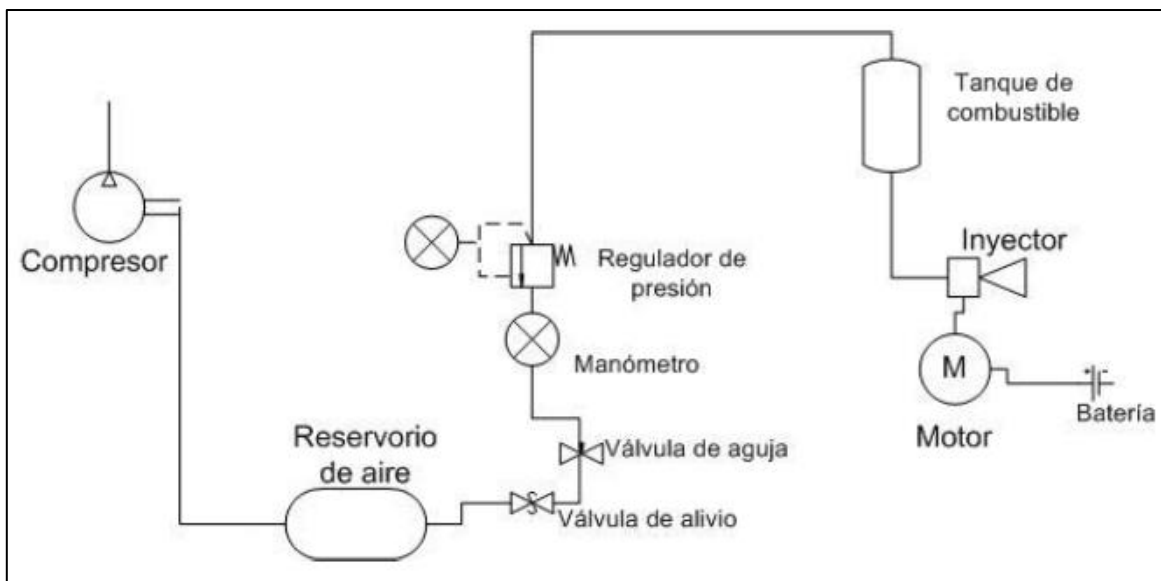 Tanque de
combustible
Compresor
Regulador de
presión
Inyector
Manómetro
M
+ -
Batería
Motor
Reservorio
de aire
Válvula de aguja
Válvula de alivio